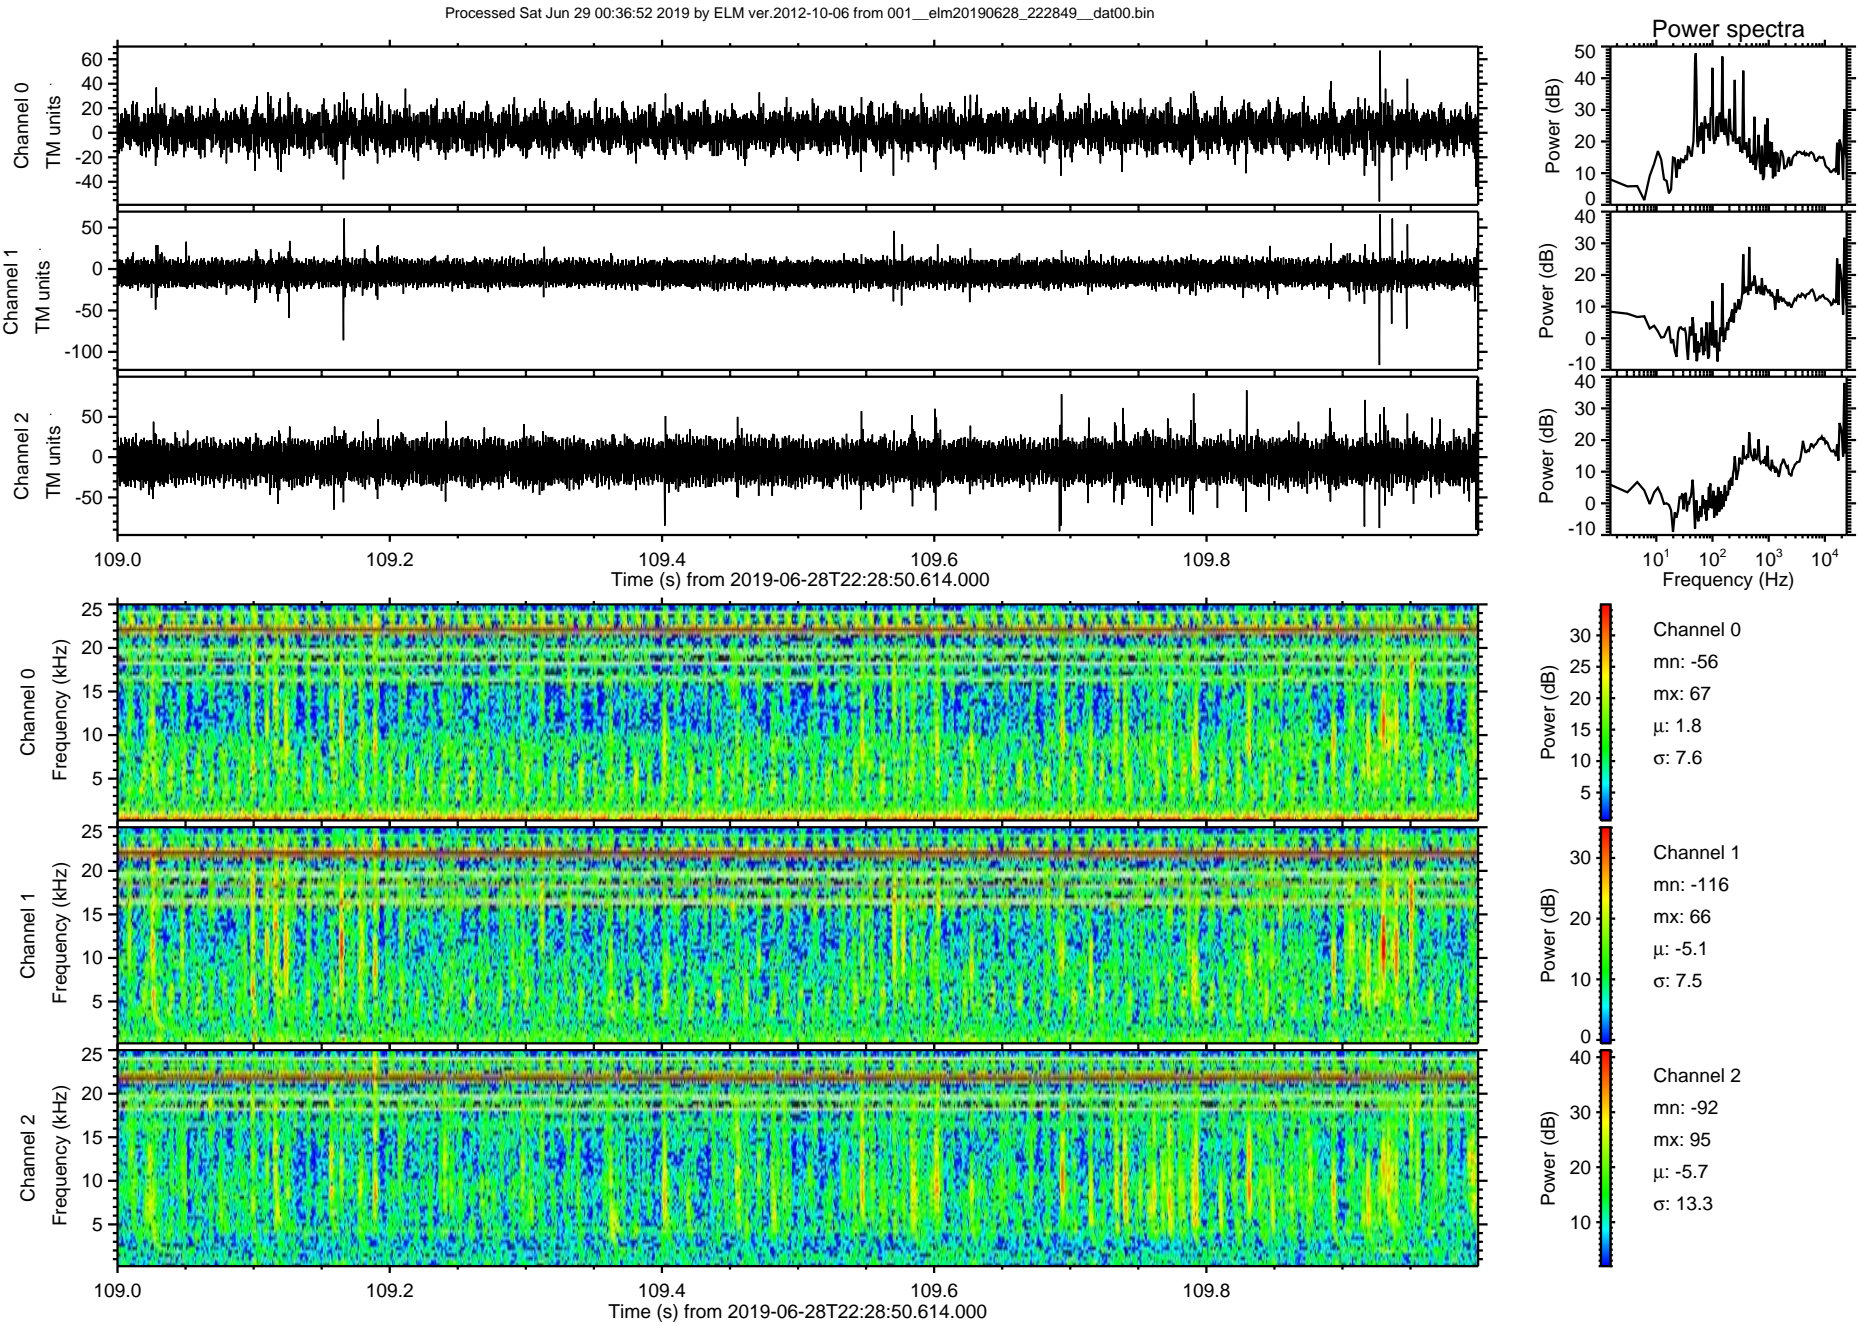 Processed Sat Jun 29 00:36:52 2019 by ELM ver.2012-10-06 from 001__elm20190628_222849__dat00.bin
Power spectra
Channel 0
TM units
60
40
20
0
-20
-40
Power (dB)
50
40
30
20
10
0
Channel 1
TM units
50
0
-50
-100
Power (dB)
40
30
20
10
0
-10
Channel 2
TM units
50
0
-50
Power (dB)
40
30
20
10
0
-10
109.0 109.2 109.4 109.6 109.8
Time (s) from 2019-06-28T22:28:50.614.000
10¹ 10² 10³ 10⁴
Frequency (Hz)
Channel 0
Frequency (kHz)
25
20
15
10
5
Power (dB)
30
25
20
15
10
5
Channel 0
mn: -56
mx: 67
μ: 1.8
σ: 7.6
Channel 1
Frequency (kHz)
25
20
15
10
5
Power (dB)
30
20
10
0
Channel 1
mn: -116
mx: 66
μ: -5.1
σ: 7.5
Channel 2
Frequency (kHz)
25
20
15
10
5
Power (dB)
40
30
20
10
Channel 2
mn: -92
mx: 95
μ: -5.7
σ: 13.3
109.0 109.2 109.4 109.6 109.8
Time (s) from 2019-06-28T22:28:50.614.000